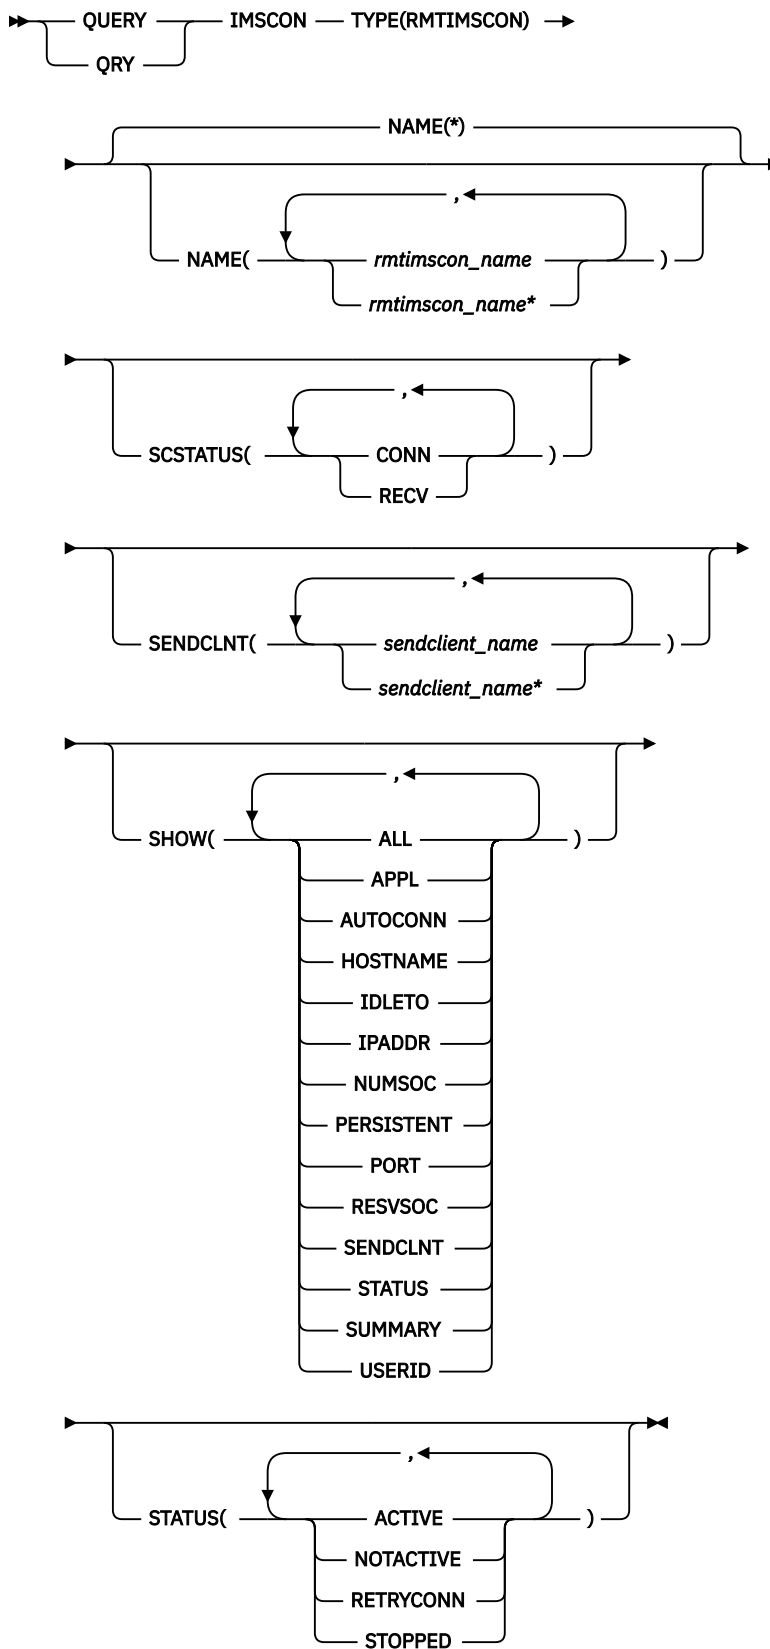 QUERY IMSCON TYPE(RMTIMSCON)
QRY
NAME(*)
,
NAME( rmtimscon_name )
rmtimscon_name*
,
SCSTATUS( CONN )
RECV
,
SENDCLNT( sendclient_name )
sendclient_name*
,
SHOW( ALL )
APPL
AUTOCONN
HOSTNAME
IDLETO
IPADDR
NUMSOC
PERSISTENT
PORT
RESVSOC
SENDCLNT
STATUS
SUMMARY
USERID
,
STATUS( ACTIVE )
NOTACTIVE
RETRYCONN
STOPPED